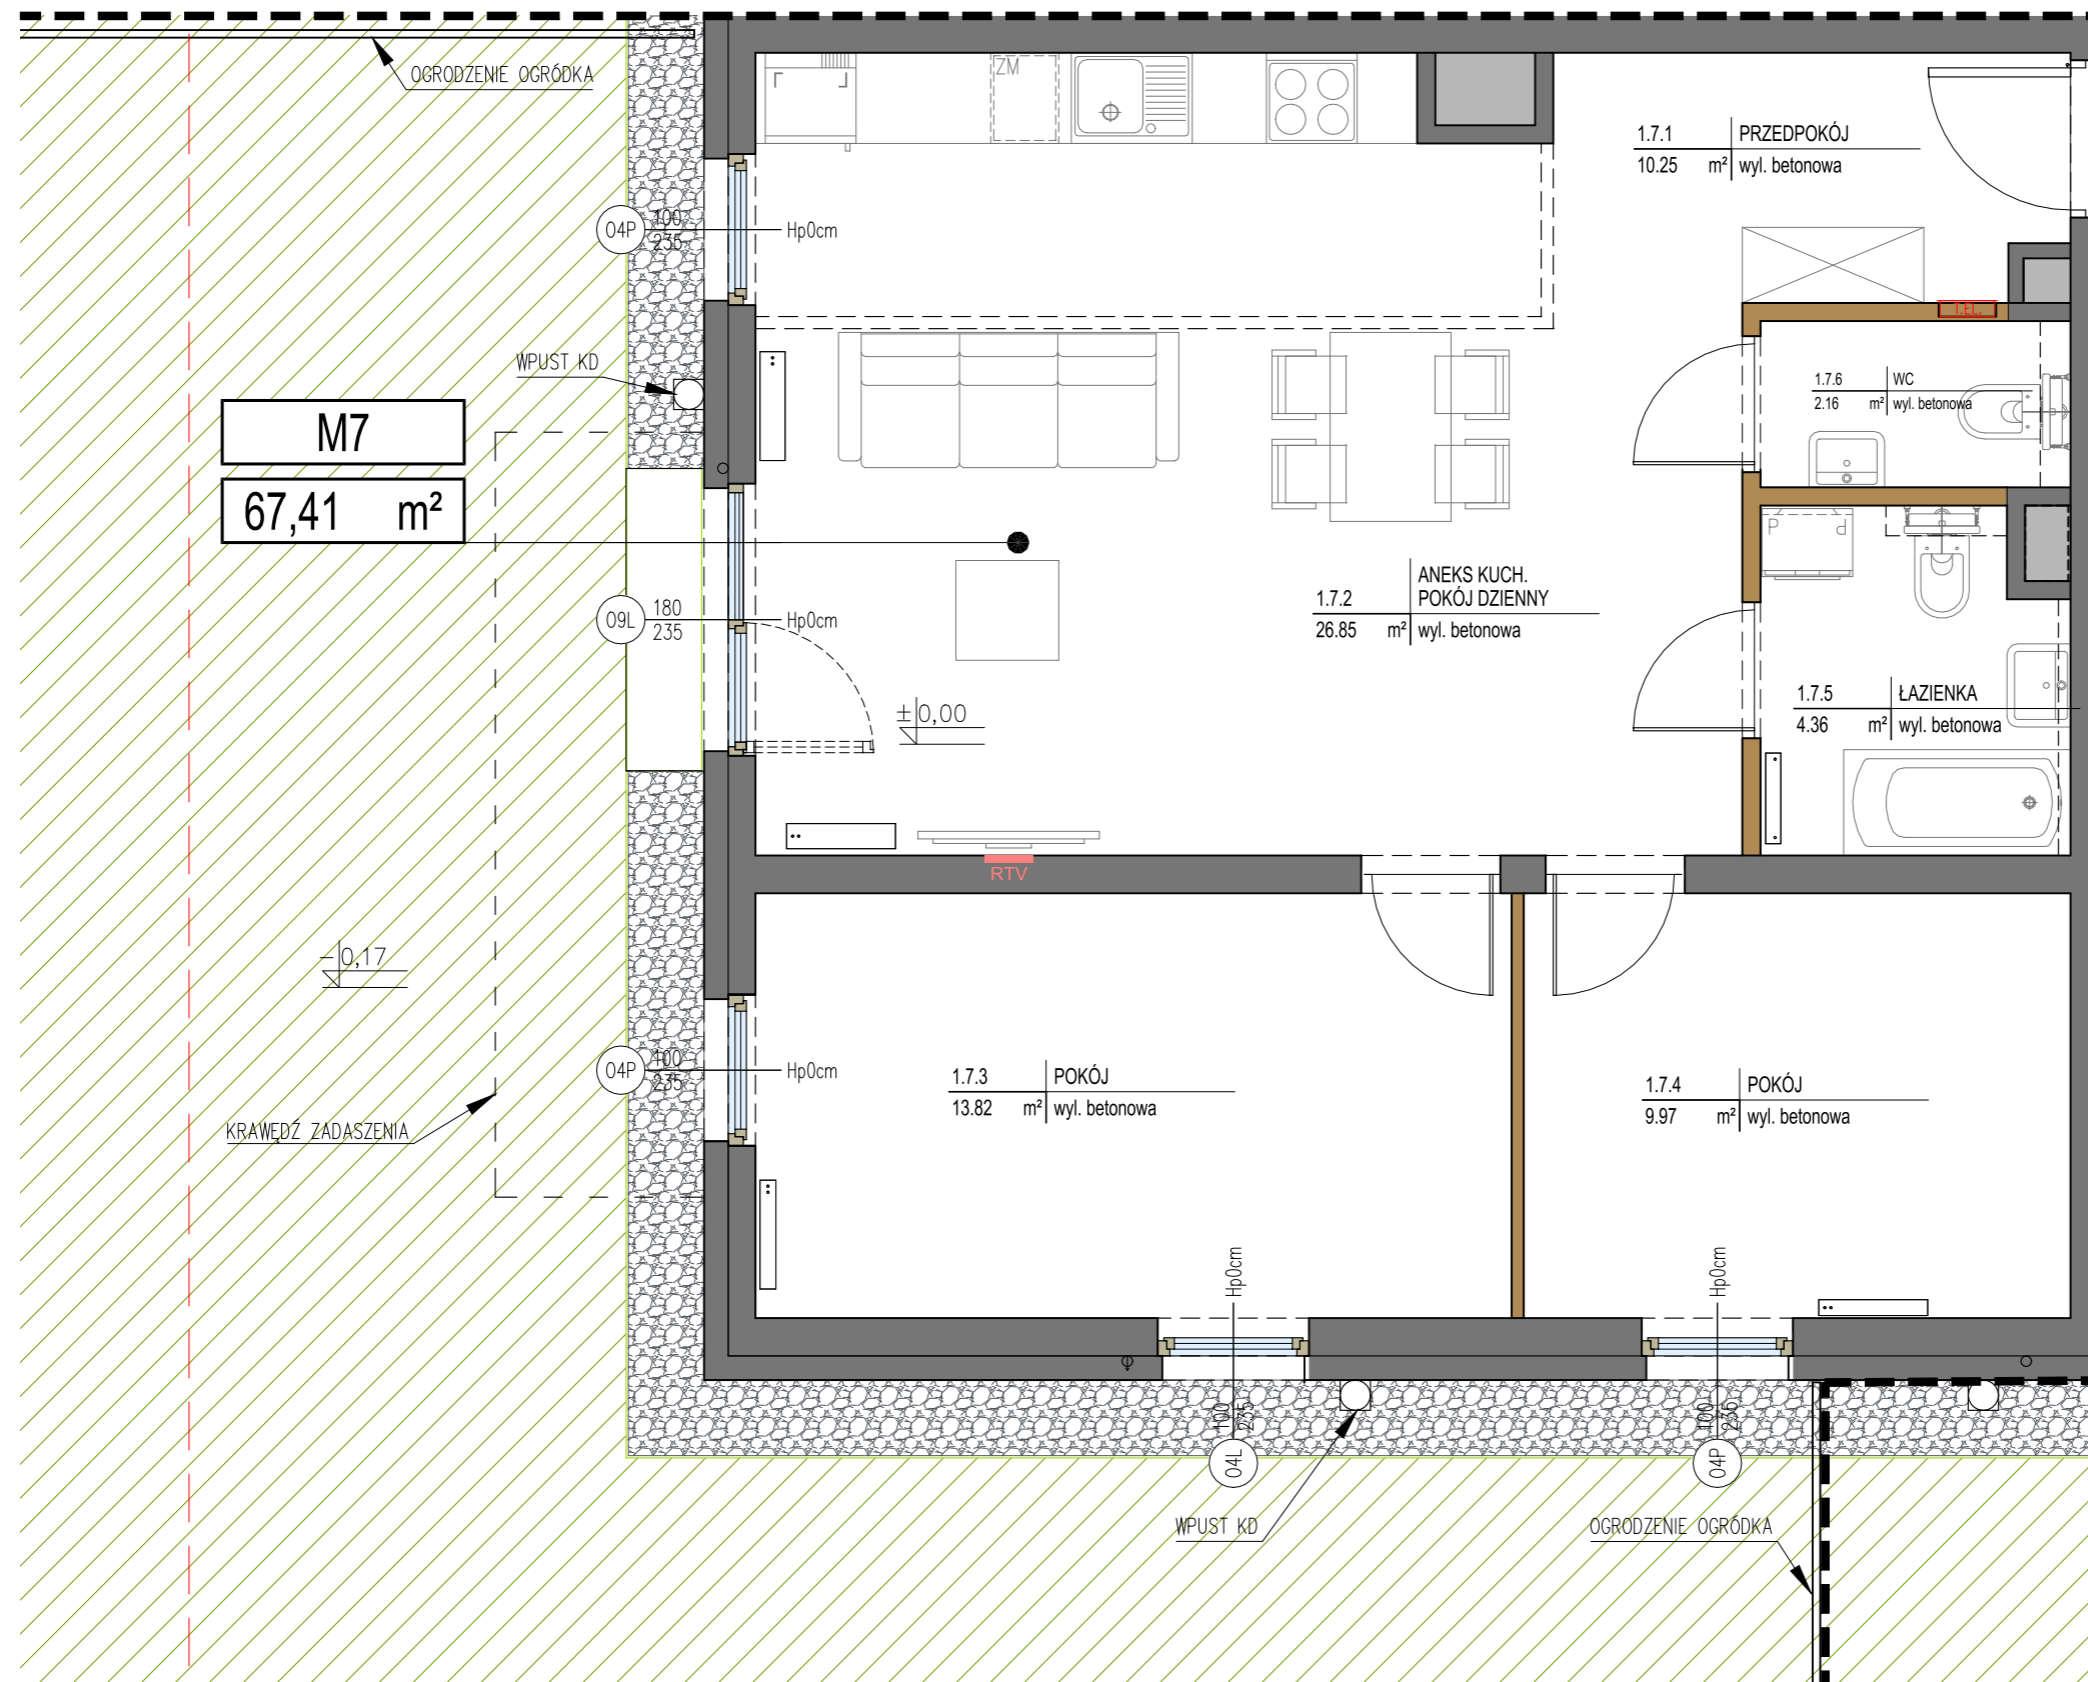 OGRODZENIE OGRÓDKA
ZM
1.7.1 PRZEDPOKÓJ
10.25 m² wyl. betonowa
04P 100 235 Hp0cm
T.EL.
WPUST KD
1.7.6 WC
2.16 m² wyl. betonowa
M7
67,41 m²
P P
ANEKS KUCH.
1.7.2 POKÓJ DZIENNY
26.85 m² wyl. betonowa
09L 180 235 Hp0cm
1.7.5 ŁAZIENKA
4.36 m² wyl. betonowa
±0,00
RTV
-0,17
04P 100 235 Hp0cm
1.7.3 POKÓJ
13.82 m² wyl. betonowa
1.7.4 POKÓJ
9.97 m² wyl. betonowa
KRAWĘDŹ ZADASZENIA
Hp0cm
Hp0cm
100 235
100 235
04L
04P
WPUST KD
OGRODZENIE OGRÓDKA